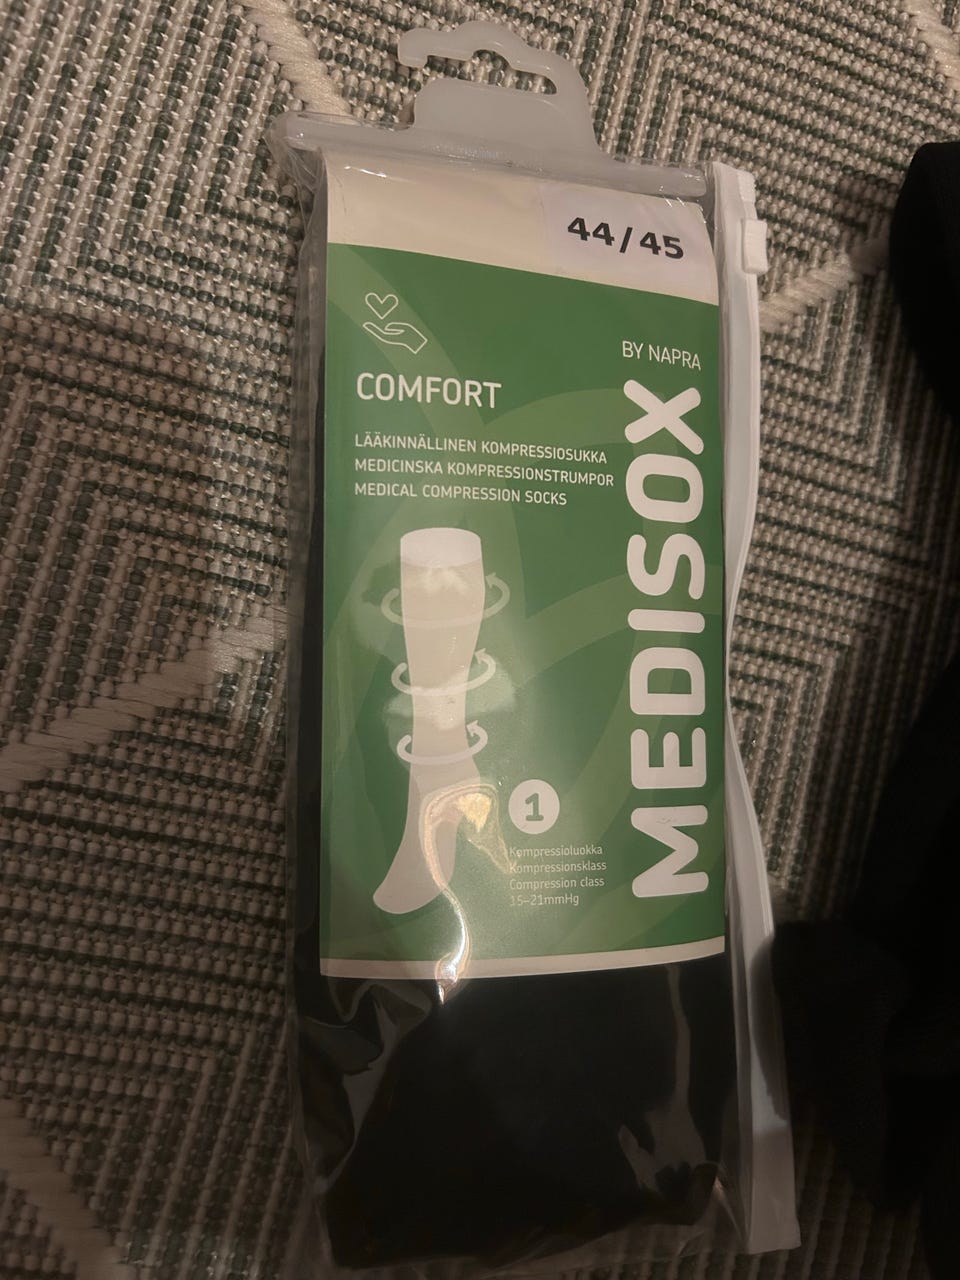 44/45
BY NAPRA
MEDISOX
COMFORT
LÄÄKINNÄLLINEN KOMPRESSIOSUKKA
MEDICINSKA KOMPRESSIONSTRUMPOR
MEDICAL COMPRESSION SOCKS
1
Kompressioluokka
Kompressionsklass
Compression class
15–21mmHg